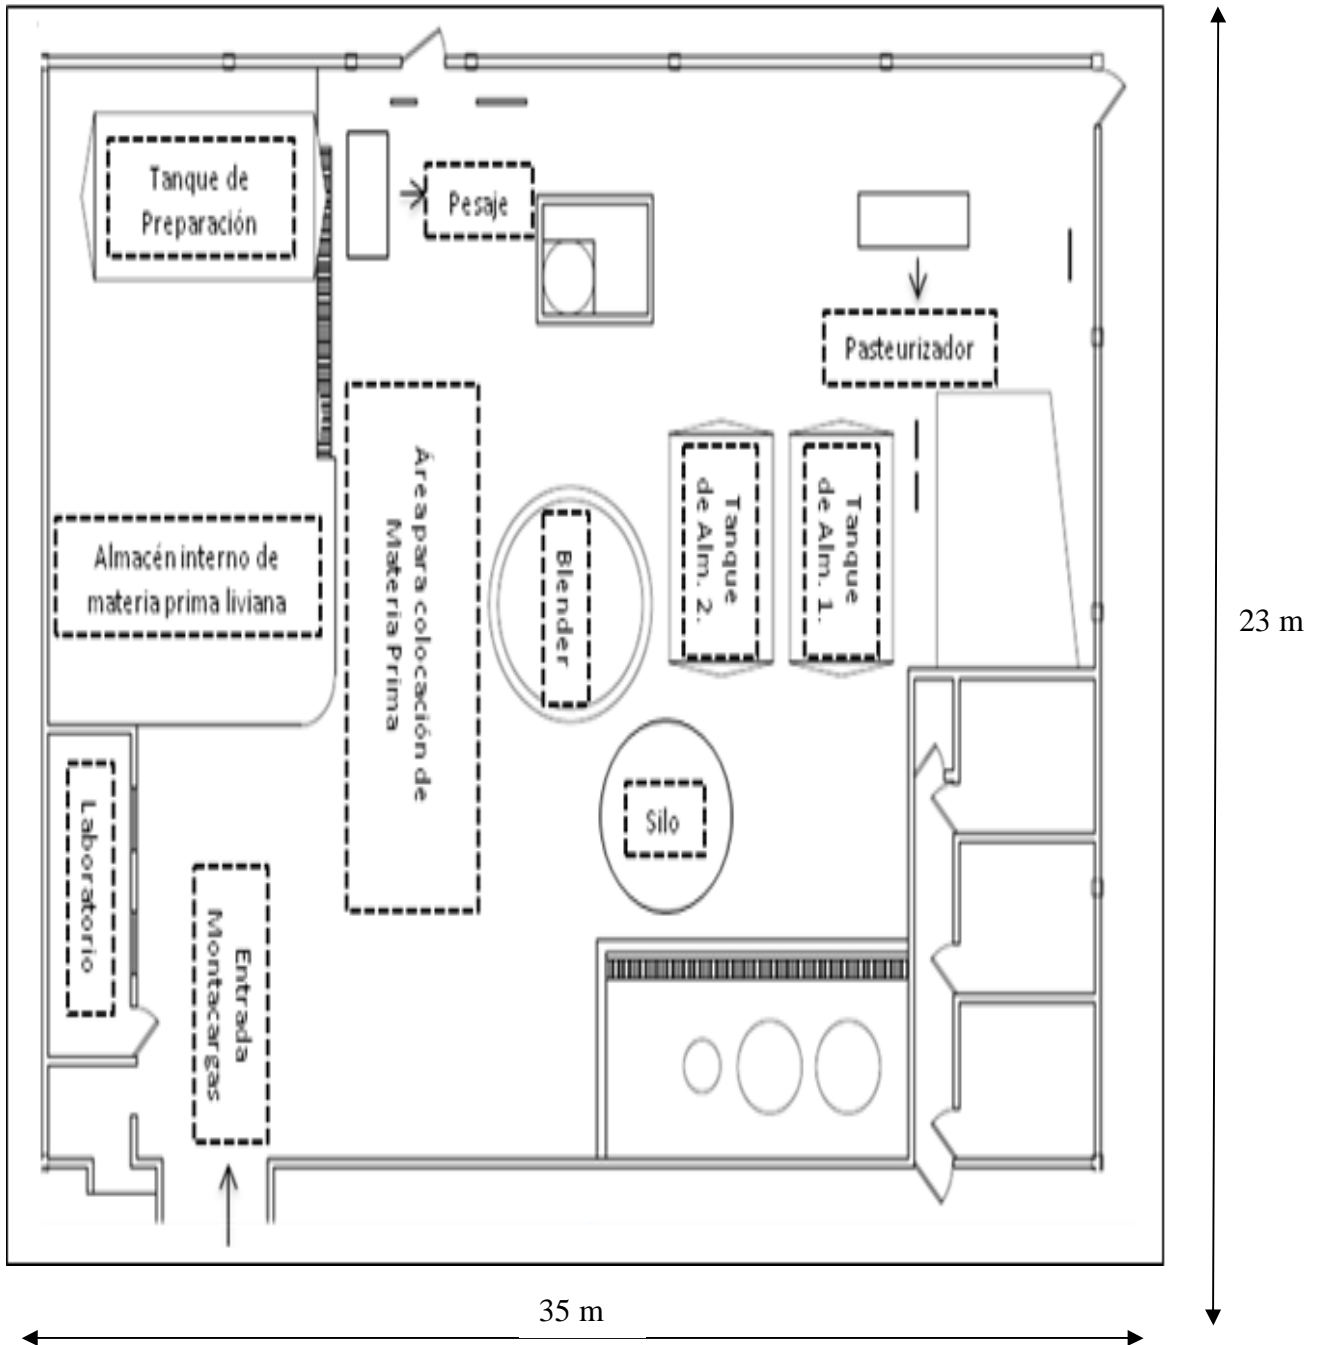 Tanque de
Preparación
Pesaje
Pasteurizador
Área para colocación de
Materia Prima
Blender
Tanque
de Alm. 2.
Tanque
de Alm. 1.
Almacén interno de
materia prima liviana
Silo
Laboratorio
Entrada
Montacargas
23 m
35 m